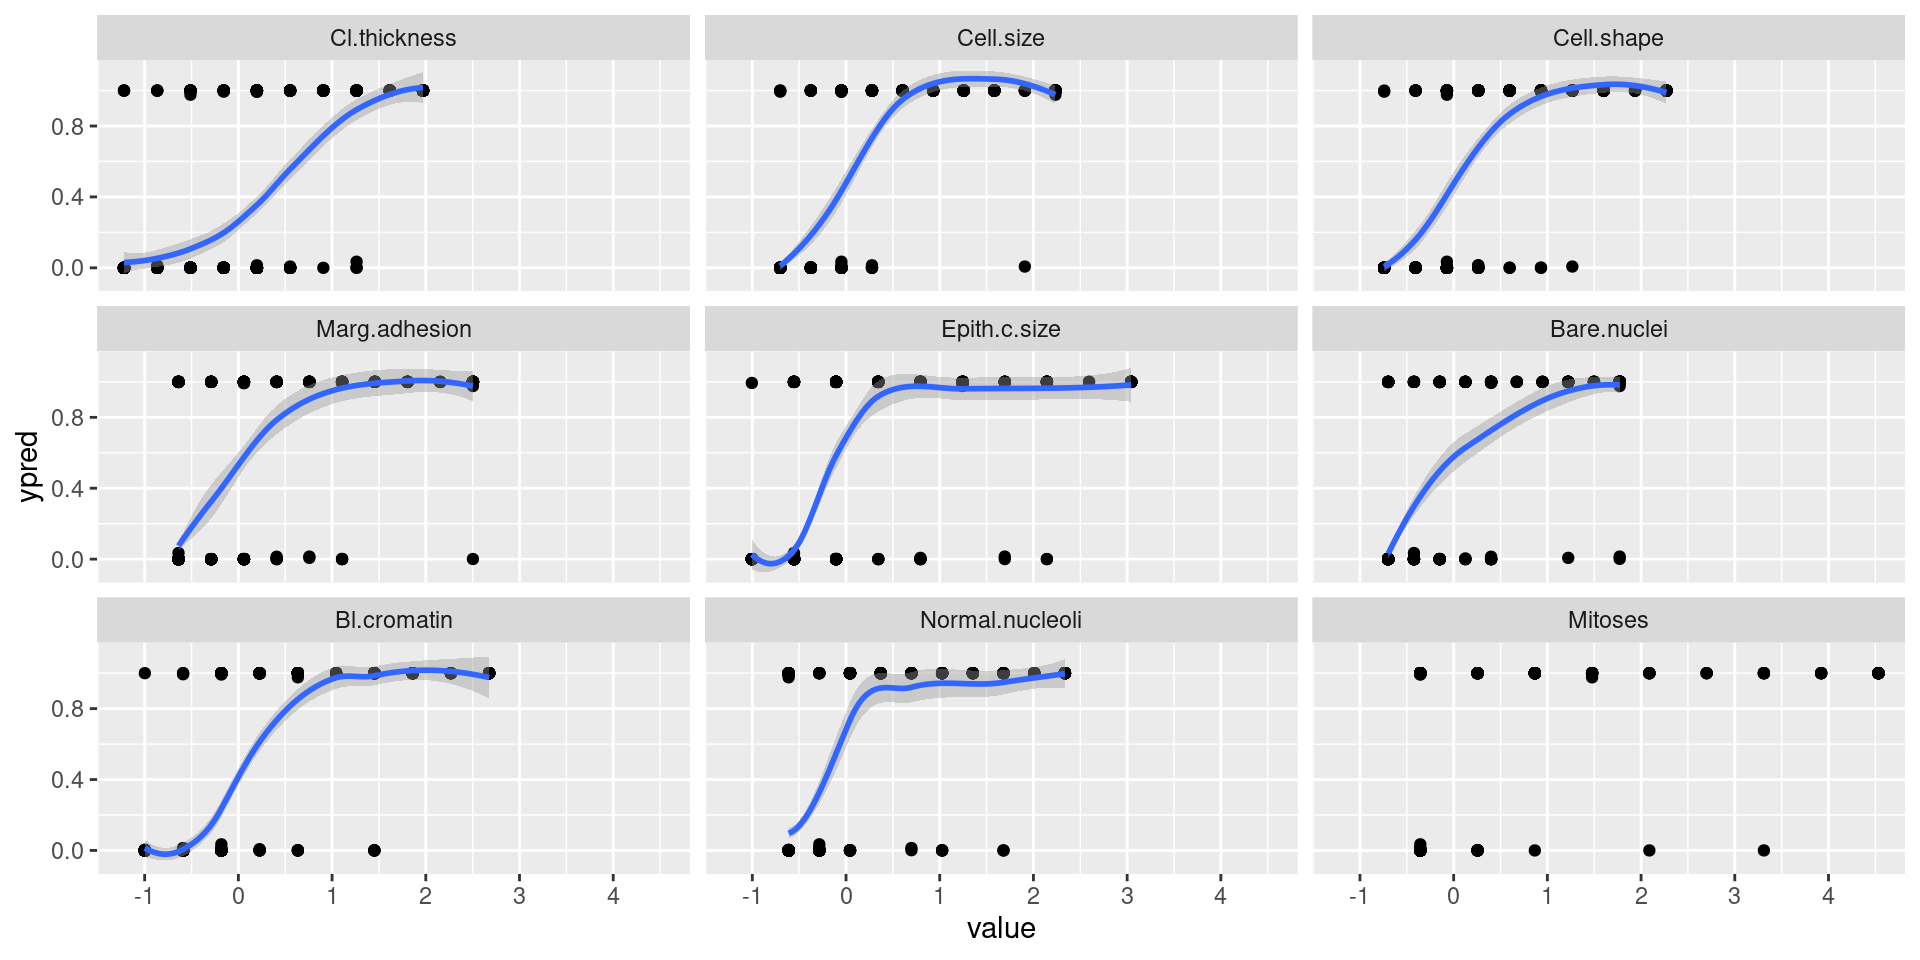 Cl.thickness Cell.size Cell.shape
0.8
0.4
0.0
Marg.adhesion Epith.c.size Bare.nuclei
ypred
0.8
0.4
0.0
Bl.cromatin Normal.nucleoli Mitoses
0.8
0.4
0.0
-1 0 1 2 3 4 -1 0 1 2 3 4 -1 0 1 2 3 4
value